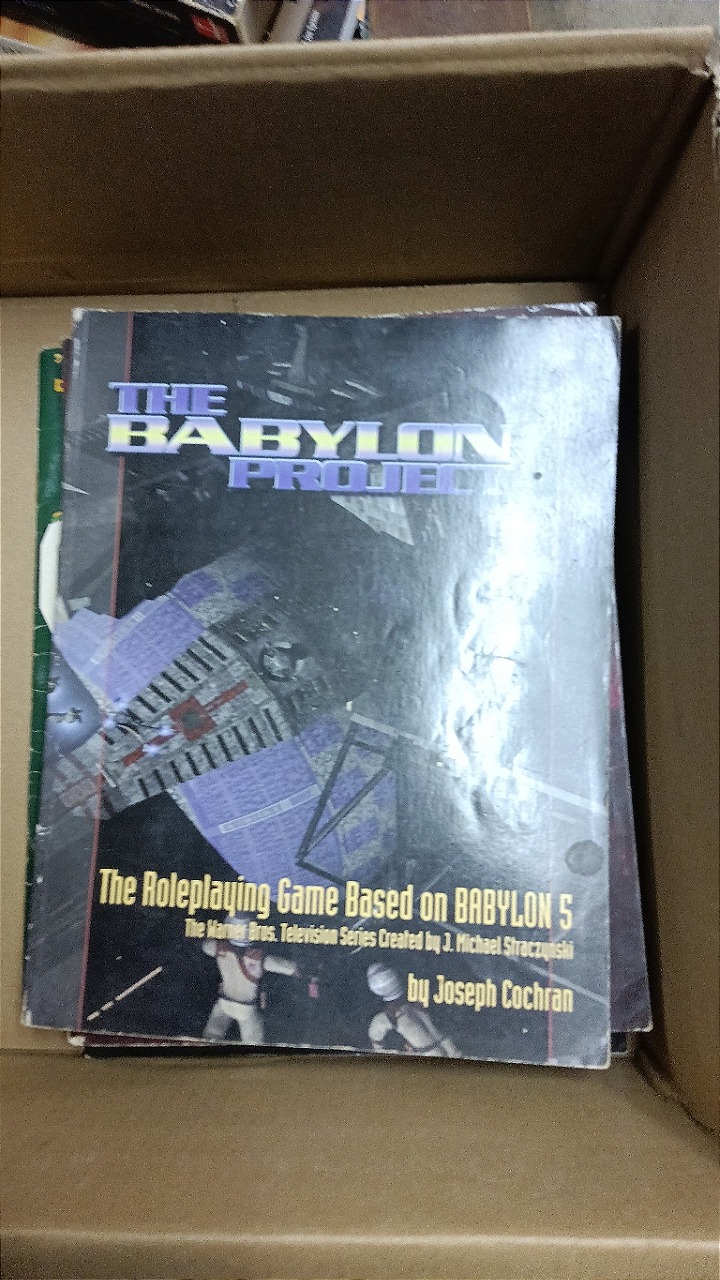 THE
BABYLON
PROJECT
The Roleplaying Game Based on BABYLON 5
The Warner Bros. Television Series Created by J. Michael Straczynski
by Joseph Cochran